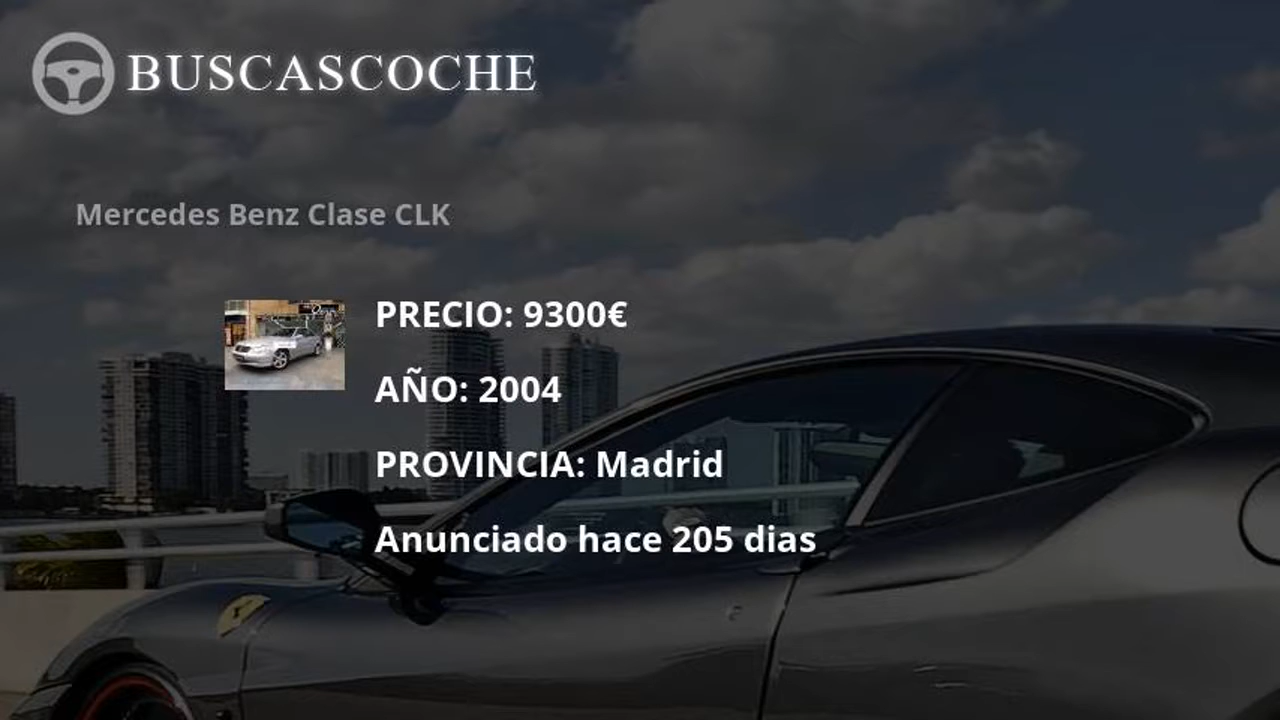 BUSCASCOCHE
Mercedes Benz Clase CLK
PRECIO: 9300€
AÑO: 2004
PROVINCIA: Madrid
Anunciado hace 205 dias